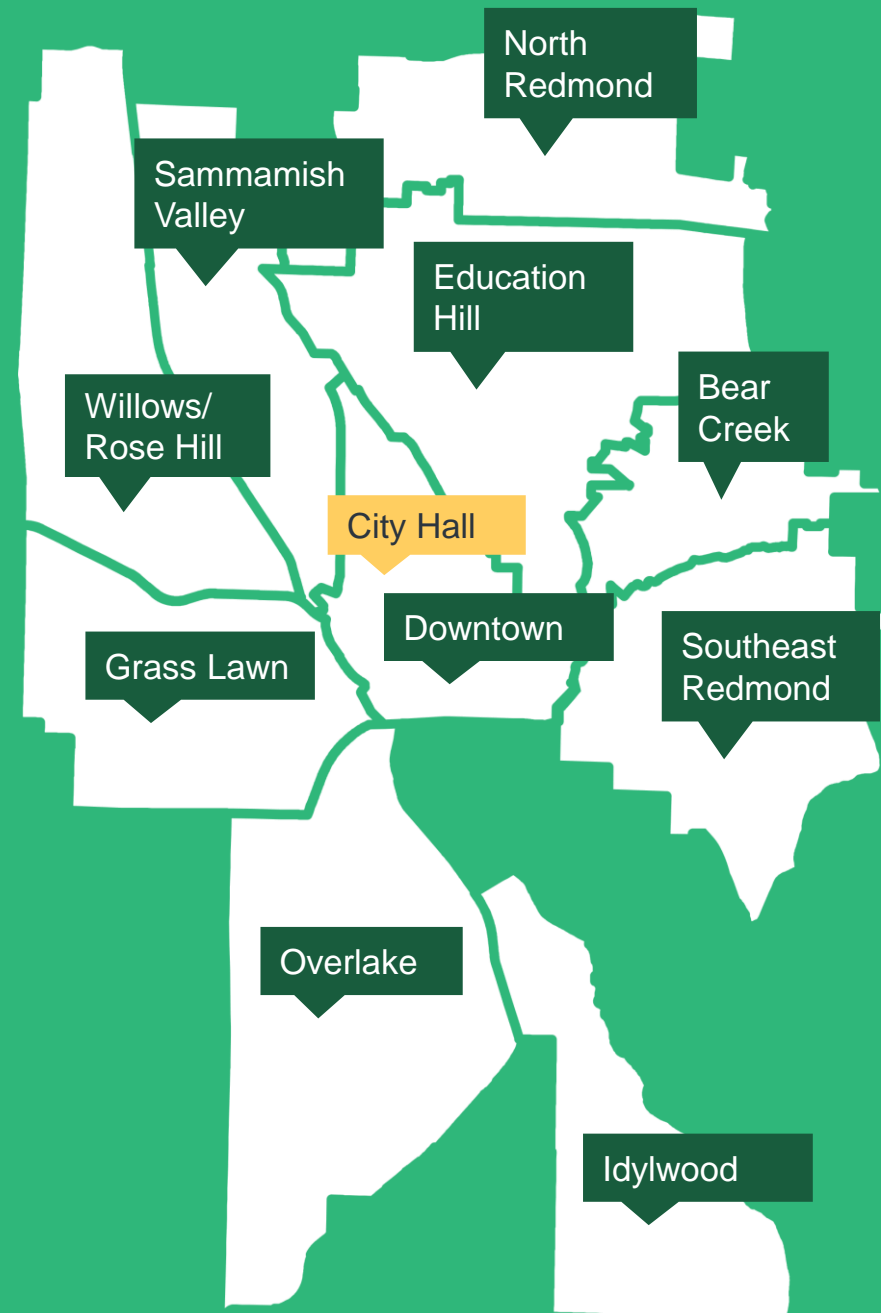 North
Redmond
Sammamish
Valley
Education
Hill
Bear
Creek
Willows/
Rose Hill
City Hall
Downtown
Grass Lawn
Southeast
Redmond
Overlake
Idylwood